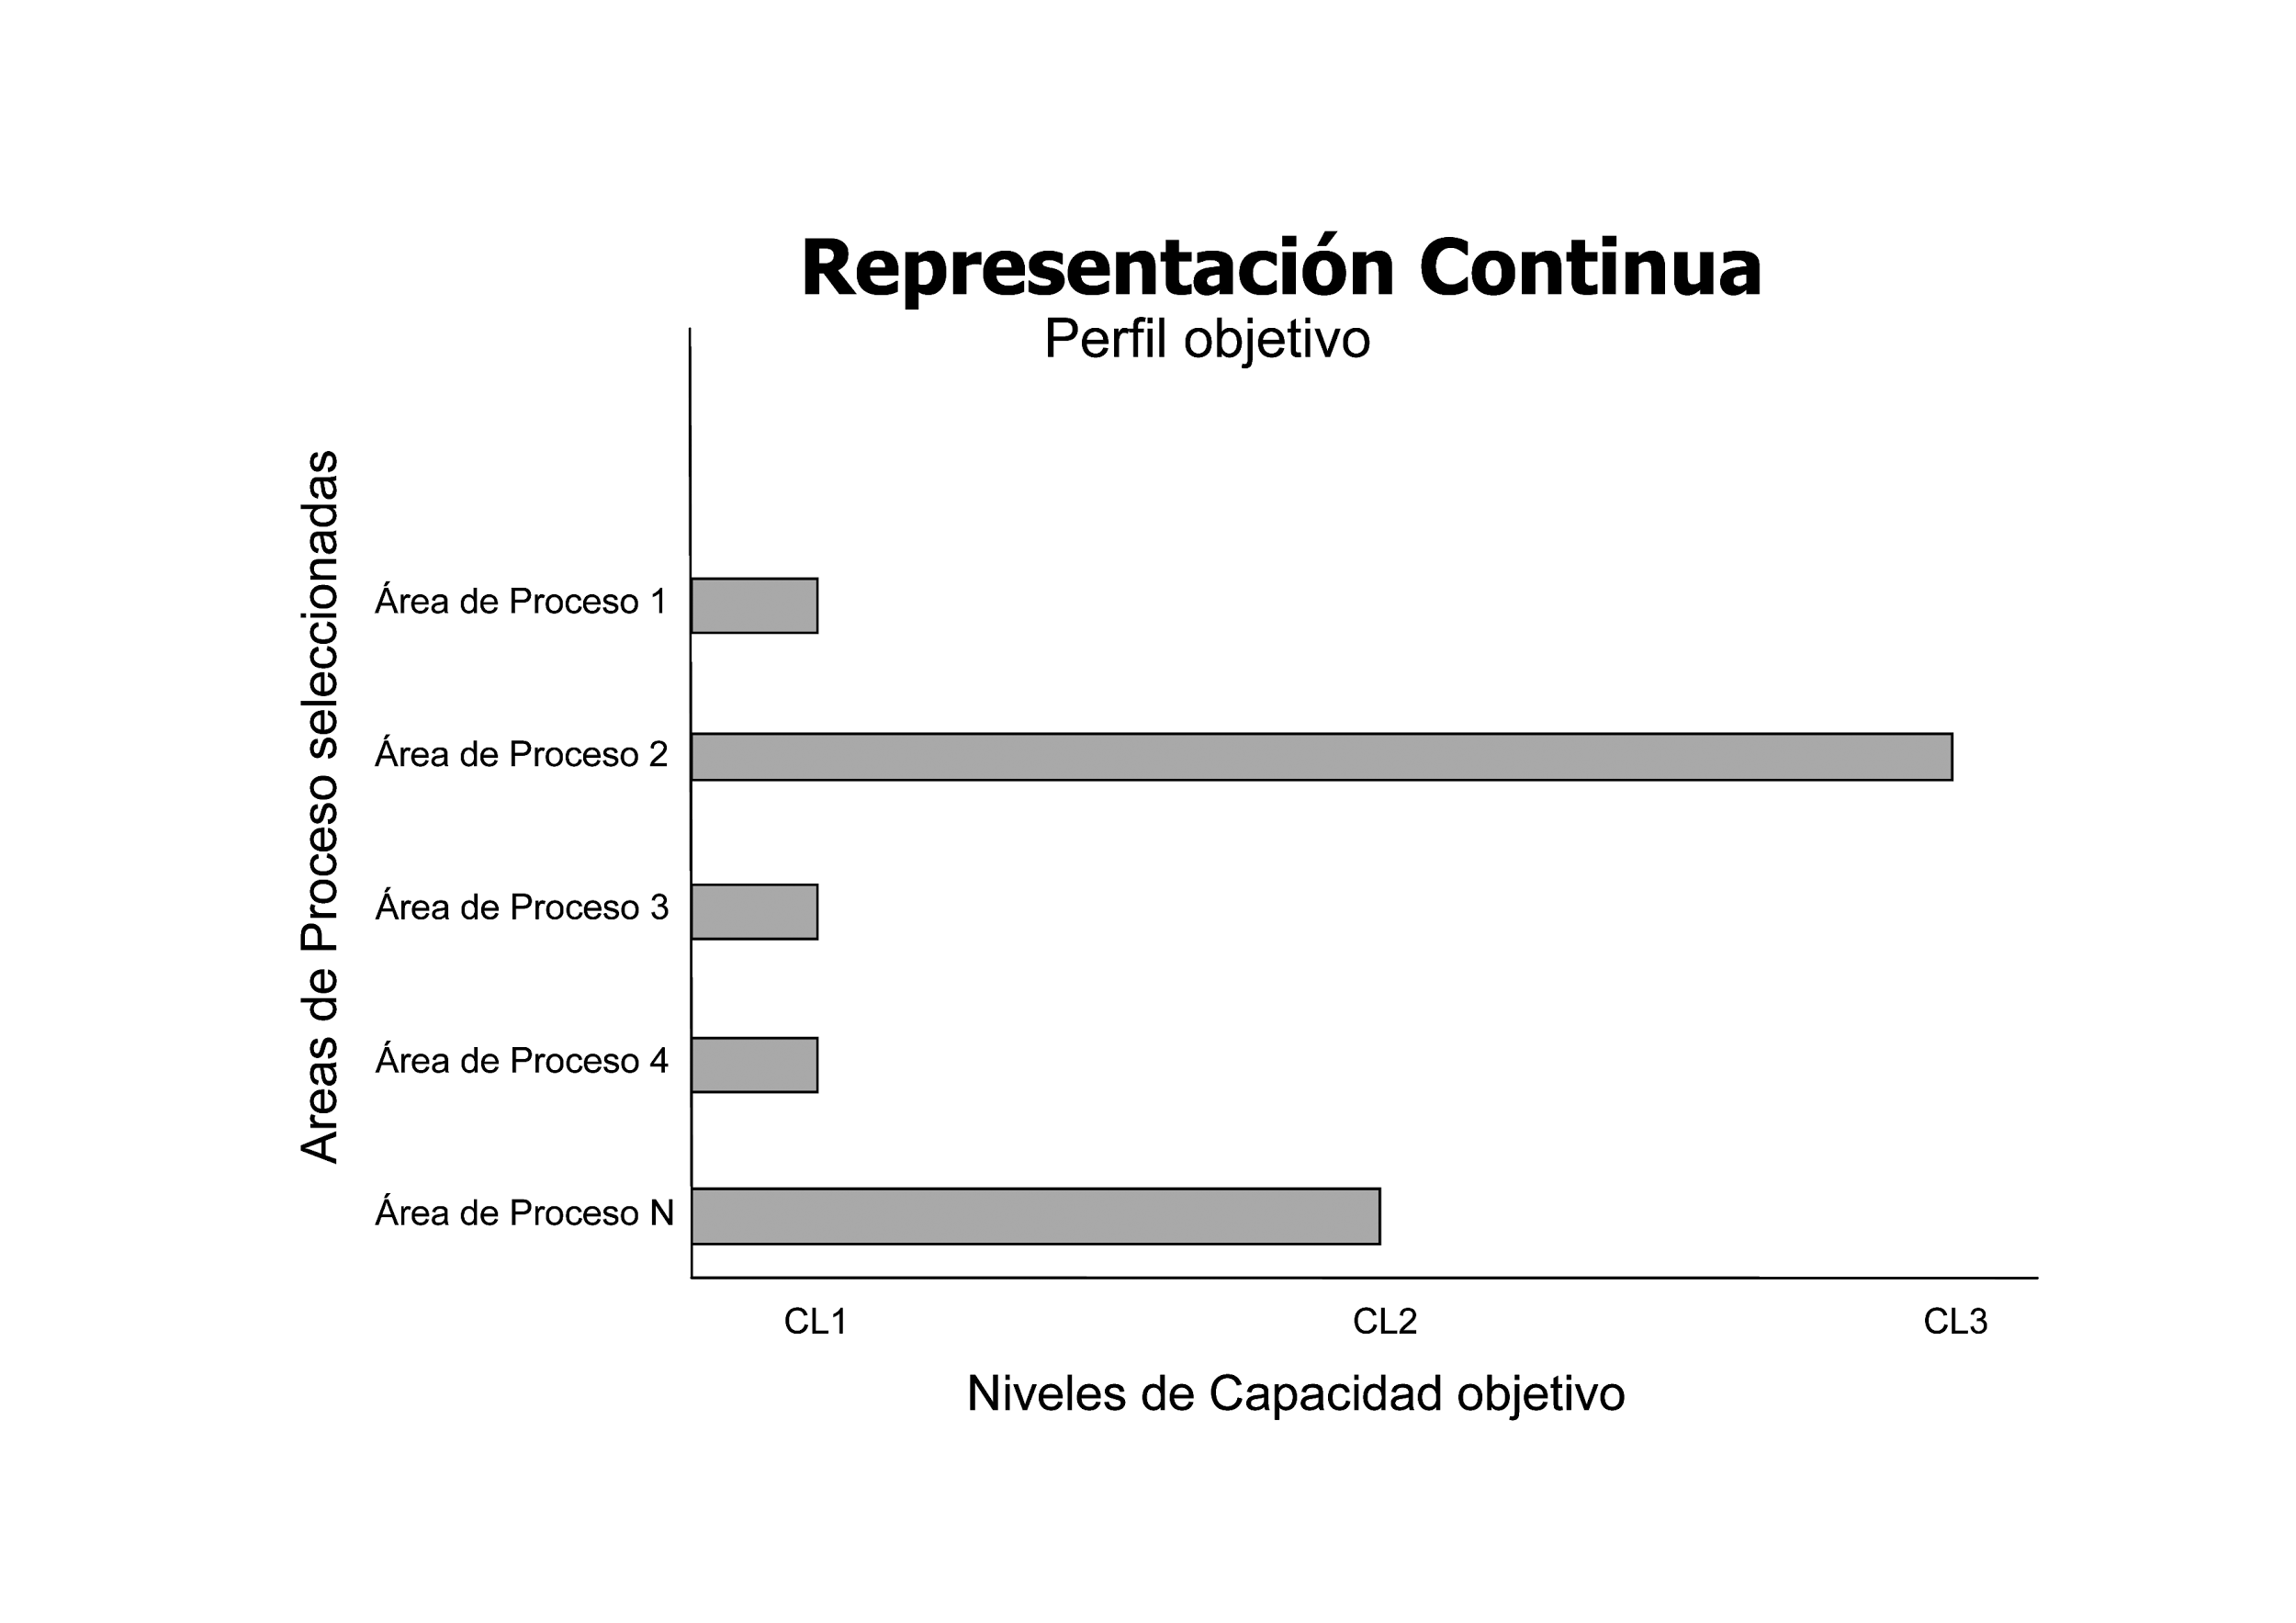 Representación Continua
Perfil objetivo
Areas de Proceso seleccionadas
Área de Proceso 1
Área de Proceso 2
Área de Proceso 3
Área de Proceso 4
Área de Proceso N
CL1 CL2 CL3
Niveles de Capacidad objetivo